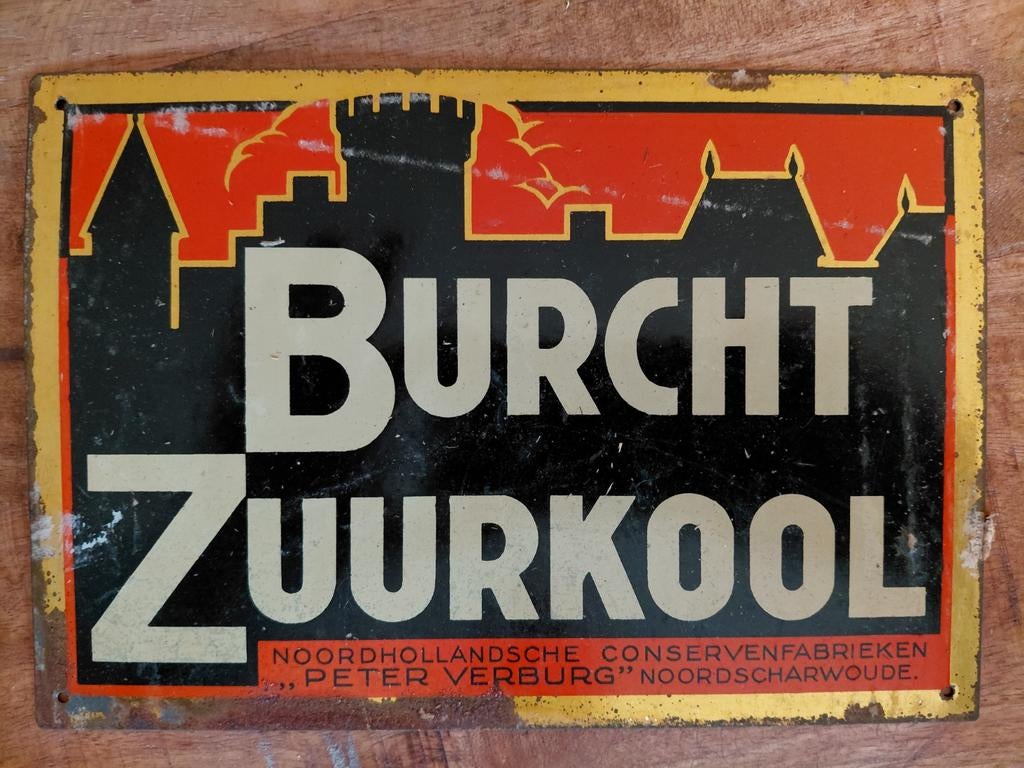 BURCHT
ZUURKOOL
NOORDHOLLANDSCHE CONSERVENFABRIEKEN
„PETER VERBURG” NOORDSCHARWOUDE.